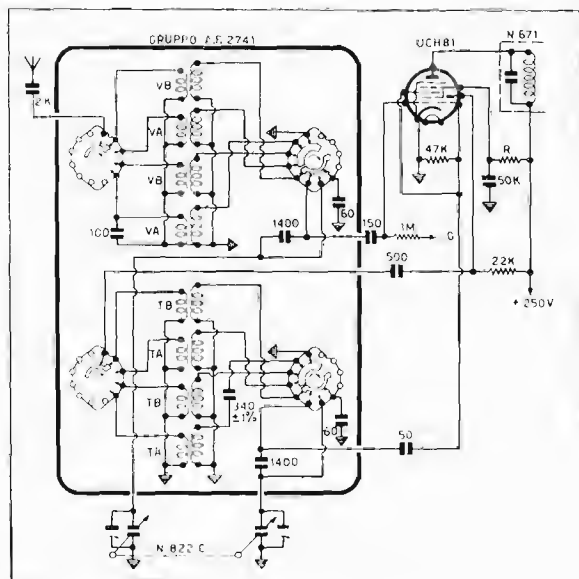 GRUPPO A.F. 2741
UCH81
N 671
2K
VB
VA
VB
VA
100
60
1400
150
1M
G
47K
R
50K
500
22K
+ 250V
TB
TA
TB
TA
340
±1%
60
1400
50
N 822 C